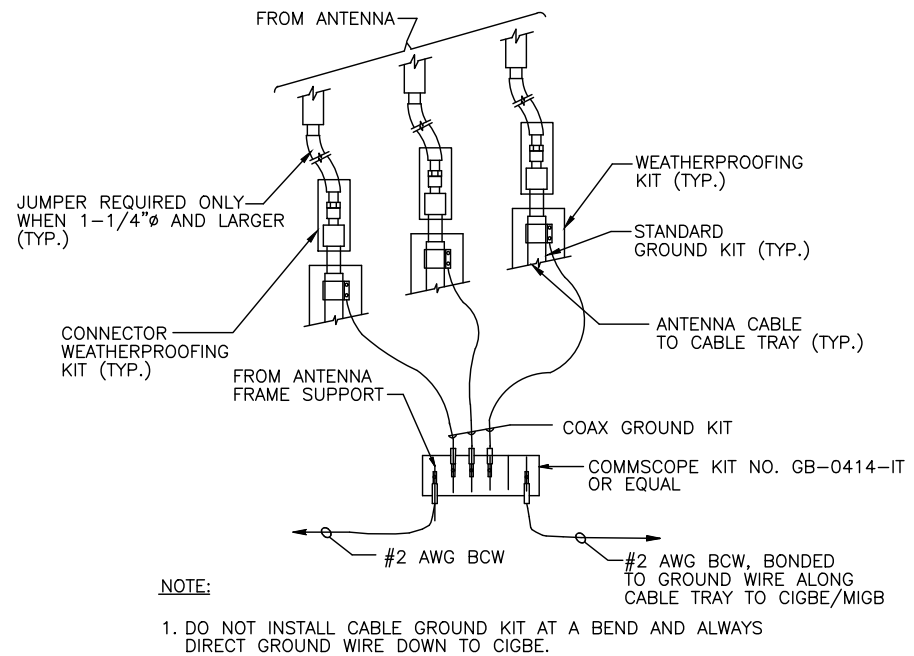 FROM ANTENNA
JUMPER REQUIRED ONLY
WHEN 1-1/4"ø AND LARGER
(TYP.)
WEATHERPROOFING
KIT (TYP.)
STANDARD
GROUND KIT (TYP.)
CONNECTOR
WEATHERPROOFING
KIT (TYP.)
ANTENNA CABLE
TO CABLE TRAY (TYP.)
FROM ANTENNA
FRAME SUPPORT
COAX GROUND KIT
COMMSCOPE KIT NO. GB-0414-IT
OR EQUAL
#2 AWG BCW
#2 AWG BCW, BONDED
TO GROUND WIRE ALONG
CABLE TRAY TO CIGBE/MIGB
NOTE:
1. DO NOT INSTALL CABLE GROUND KIT AT A BEND AND ALWAYS
DIRECT GROUND WIRE DOWN TO CIGBE.